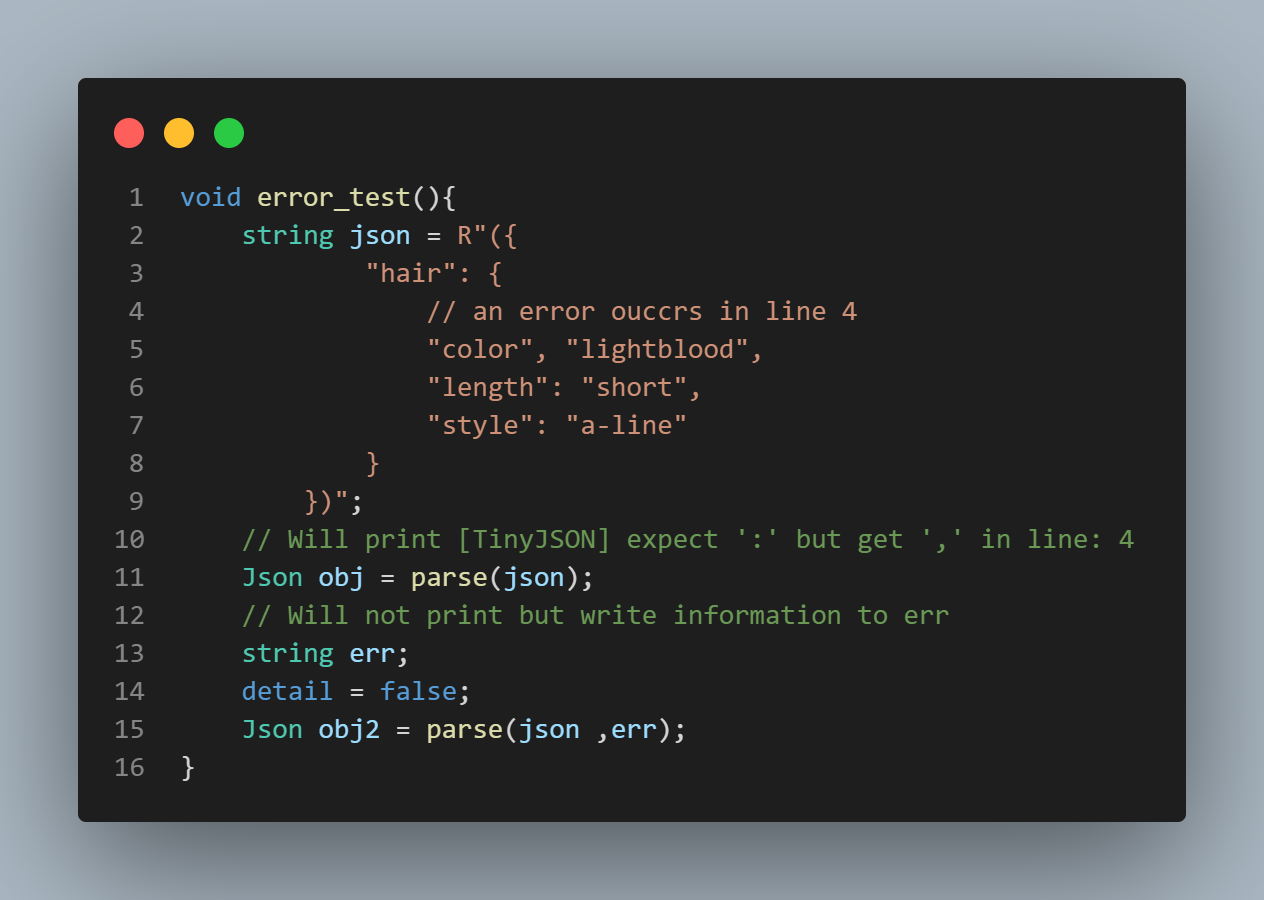 1 void error_test(){
2     string json = R"({
3             "hair": {
4                 // an error ouccrs in line 4
5                 "color", "lightblood",
6                 "length": "short",
7                 "style": "a-line"
8             }
9         })";
10     // Will print [TinyJSON] expect ':' but get ',' in line: 4
11     Json obj = parse(json);
12     // Will not print but write information to err
13     string err;
14     detail = false;
15     Json obj2 = parse(json ,err);
16 }